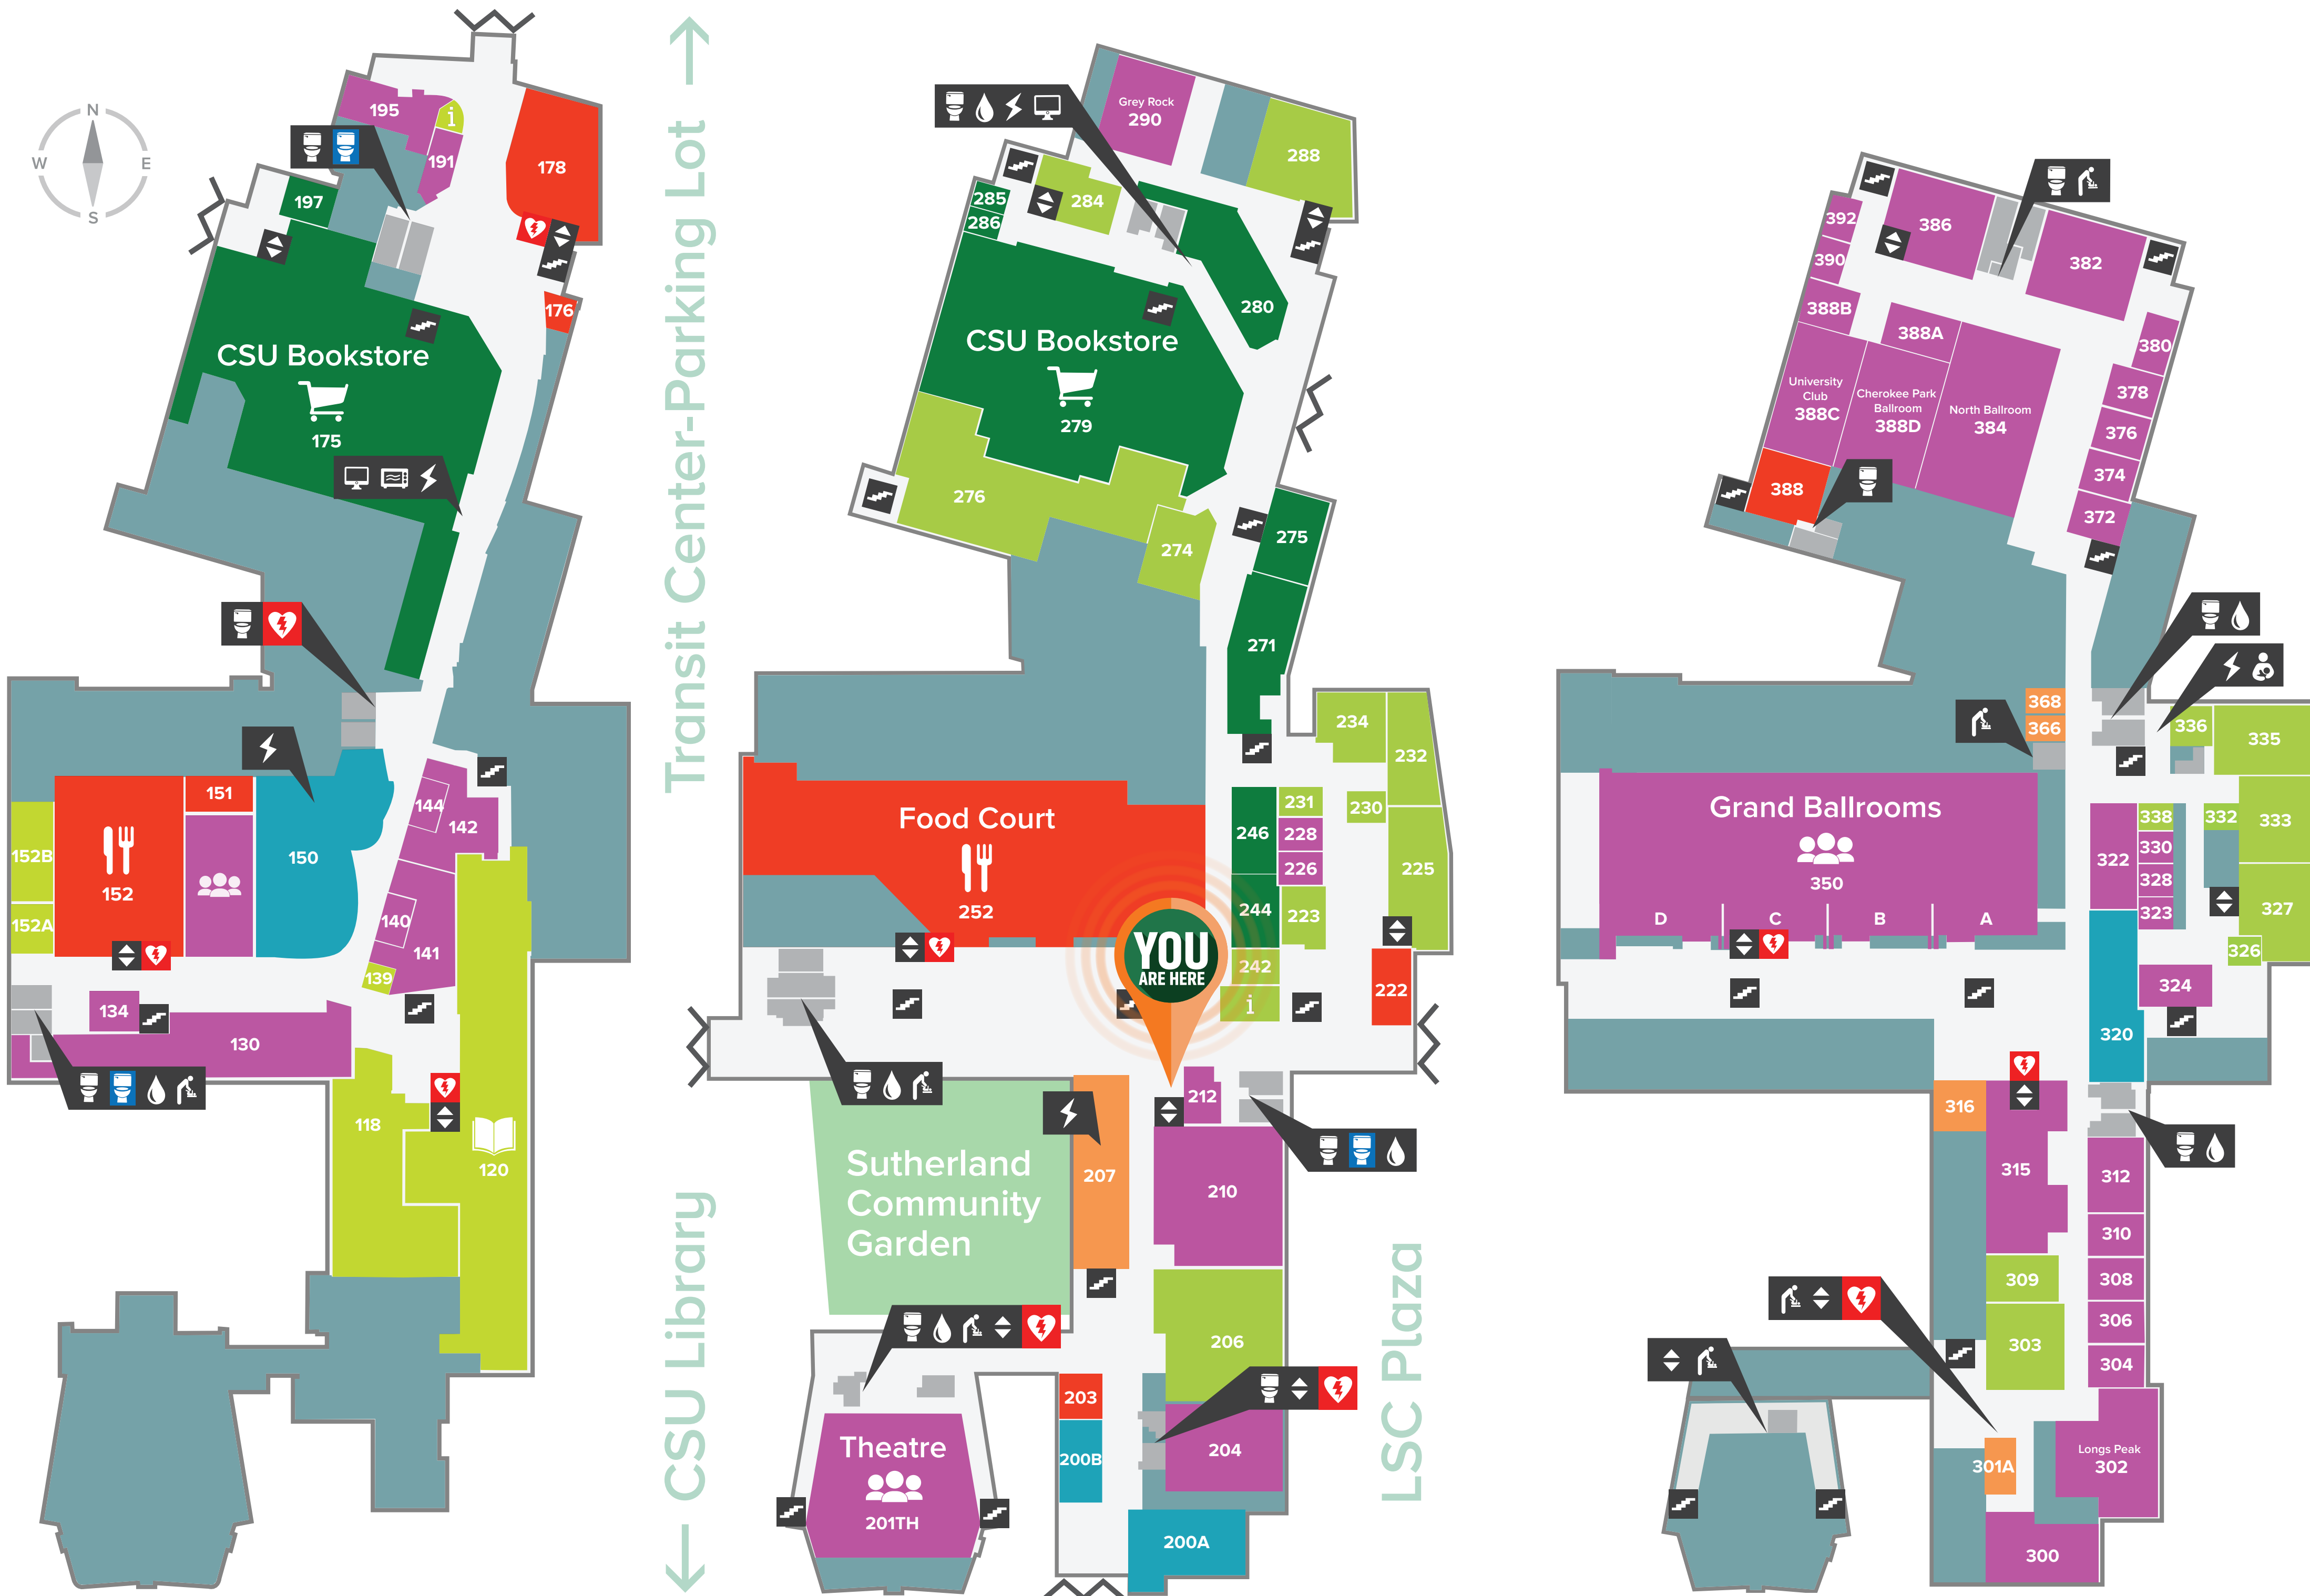 N
W
E
S
195
i
191
178
197
176
CSU Bookstore
175
144
142
151
150
152B
152
152A
140
141
139
134
130
118
120
Transit Center-Parking Lot
CSU Library
Grey Rock
290
288
285
286
284
280
CSU Bookstore
279
276
274
275
271
234
232
Food Court
252
246
231
228
226
230
225
244
223
242
222
i
YOU
ARE HERE
212
Sutherland
Community
Garden
207
210
206
203
200B
204
Theatre
201TH
200A
LSC Plaza
392
386
382
390
388B
388A
380
University
Club
388C
Cherokee Park
Ballroom
388D
North Ballroom
384
378
376
374
372
388
368
366
336
335
Grand Ballrooms
350
D
C
B
A
322
338
330
328
323
332
333
327
326
324
320
316
315
312
310
309
308
306
303
304
301A
Longs Peak
302
300